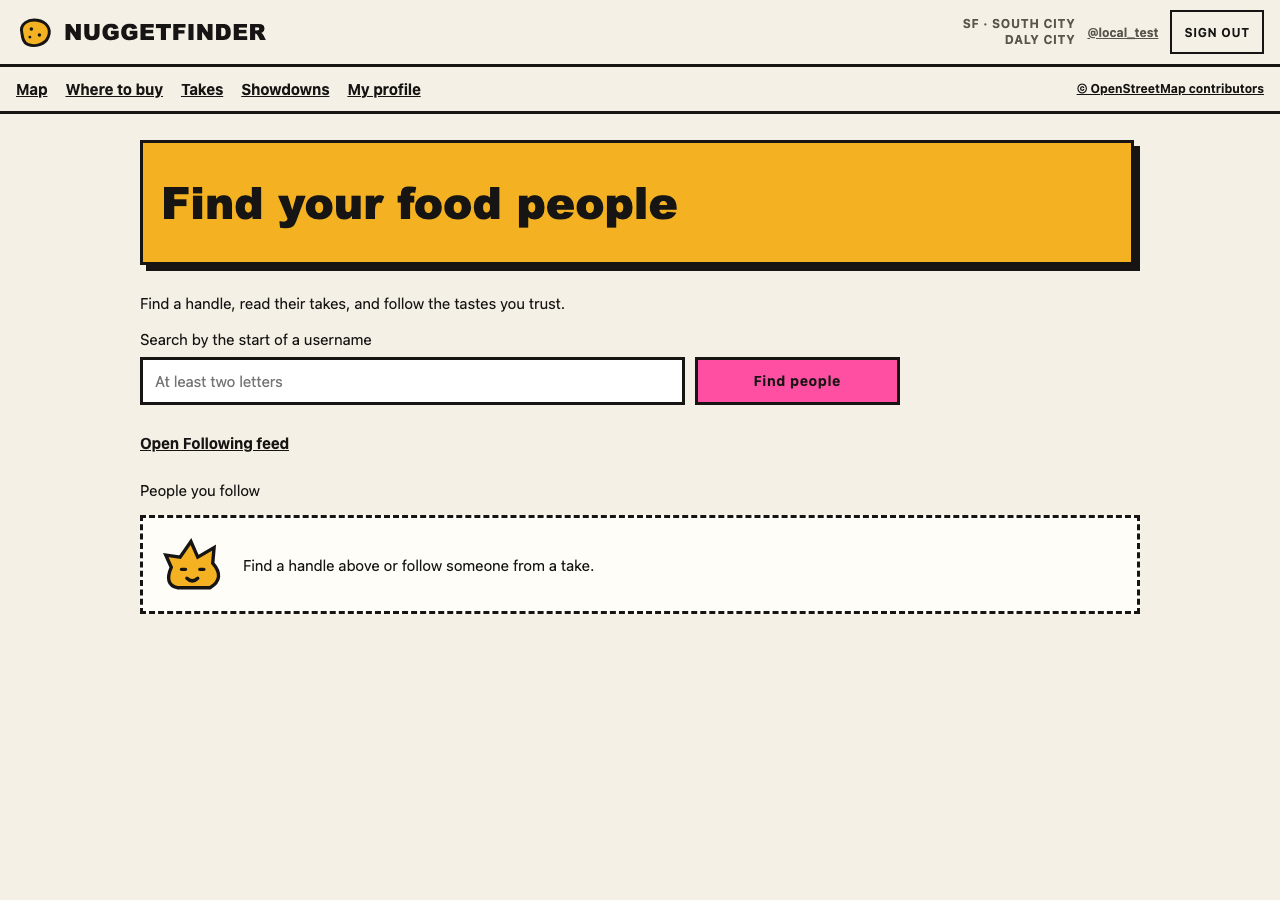 NUGGETFINDER
SF · SOUTH CITY
DALY CITY
@local_test
SIGN OUT
Map
Where to buy
Takes
Showdowns
My profile
© OpenStreetMap contributors
Find your food people
Find a handle, read their takes, and follow the tastes you trust.
Search by the start of a username
At least two letters
Find people
Open Following feed
People you follow
Find a handle above or follow someone from a take.